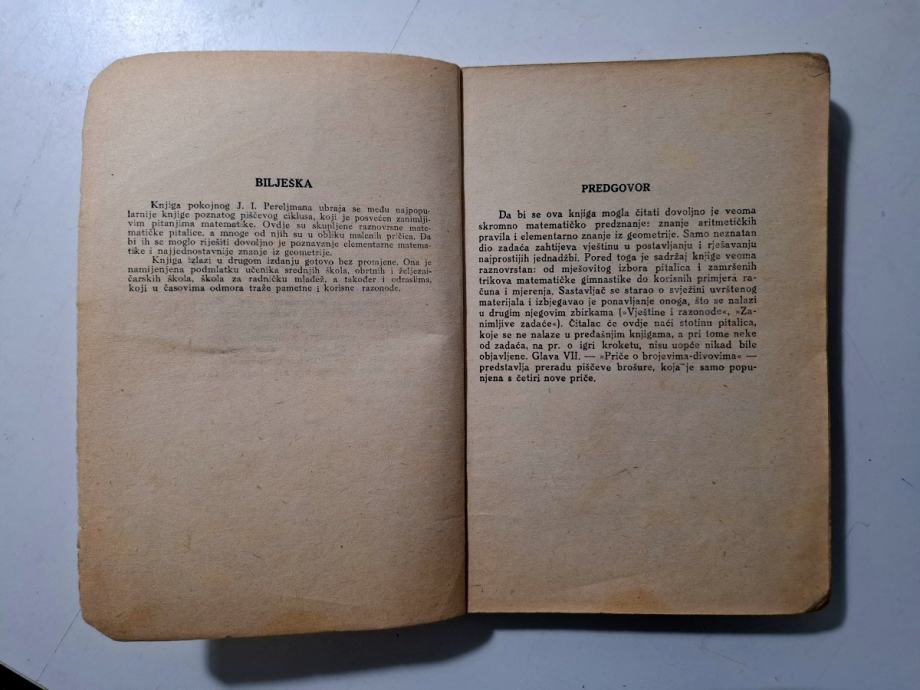 BILJEŠKA
Knjiga pokojnog J. I. Pereljmana ubraja se među najpopu-
larnije knjige poznatog piščevog ciklusa, koji je posvećen zanimlji-
vim pitanjima matematike. Ovdje su skupljene raznovrsne mate-
matičke pitalice, a mnoge od njih su u obliku malenih pričica. Da
bi ih se moglo riješiti dovoljno je poznavanje elementarne matema-
tike i najjednostavnije znanje iz geometrije.
Knjiga izlazi u drugom izdanju gotovo bez promjene. Ona je
namijenjena podmlatku učenika srednjih škola, obrtnih i željezni-
čarskih škola, škola za radničku mladež, a također i odraslima,
koji u časovima odmora traže pametne i korisne razonode.
PREDGOVOR
Da bi se ova knjiga mogla čitati dovoljno je veoma
skromno matematičko predznanje: znanje aritmetičkih
pravila i elementarno znanje iz geometrije. Samo neznatan
dio zadaća zahtijeva vještinu u postavljanju i rješavanju
najprostijih jednadžbi. Pored toga je sadržaj knjige veoma
raznovrstan: od mješovitog izbora pitalica i zamršenih
trikova matematičke gimnastike do korisnih primjera ra-
čuna i mjerenja. Sastavljač se starao o svježini uvrštenog
materijala i izbjegavao je ponavljanje onoga, što se nalazi
u drugim njegovim zbirkama (»Vještine i razonode«, »Za-
nimljive zadaće«). Čitalac će ovdje naći stotinu pitalica,
koje se ne nalaze u pređašnjim knjigama, a pri tome neke
od zadaća, na pr. o igri kroketu, nisu uopće nikad bile
objavljene. Glava VII. — »Priče o brojevima-divovima« —
predstavlja preradu piščeve brošure, koja je samo popu-
njena s četiri nove priče.